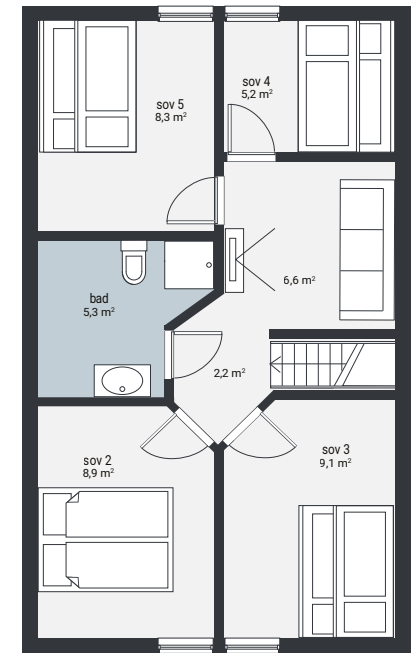 sov 5
8,3 m²
sov 4
5,2 m²
6,6 m²
bad
5,3 m²
2,2 m²
sov 2
8,9 m²
sov 3
9,1 m²